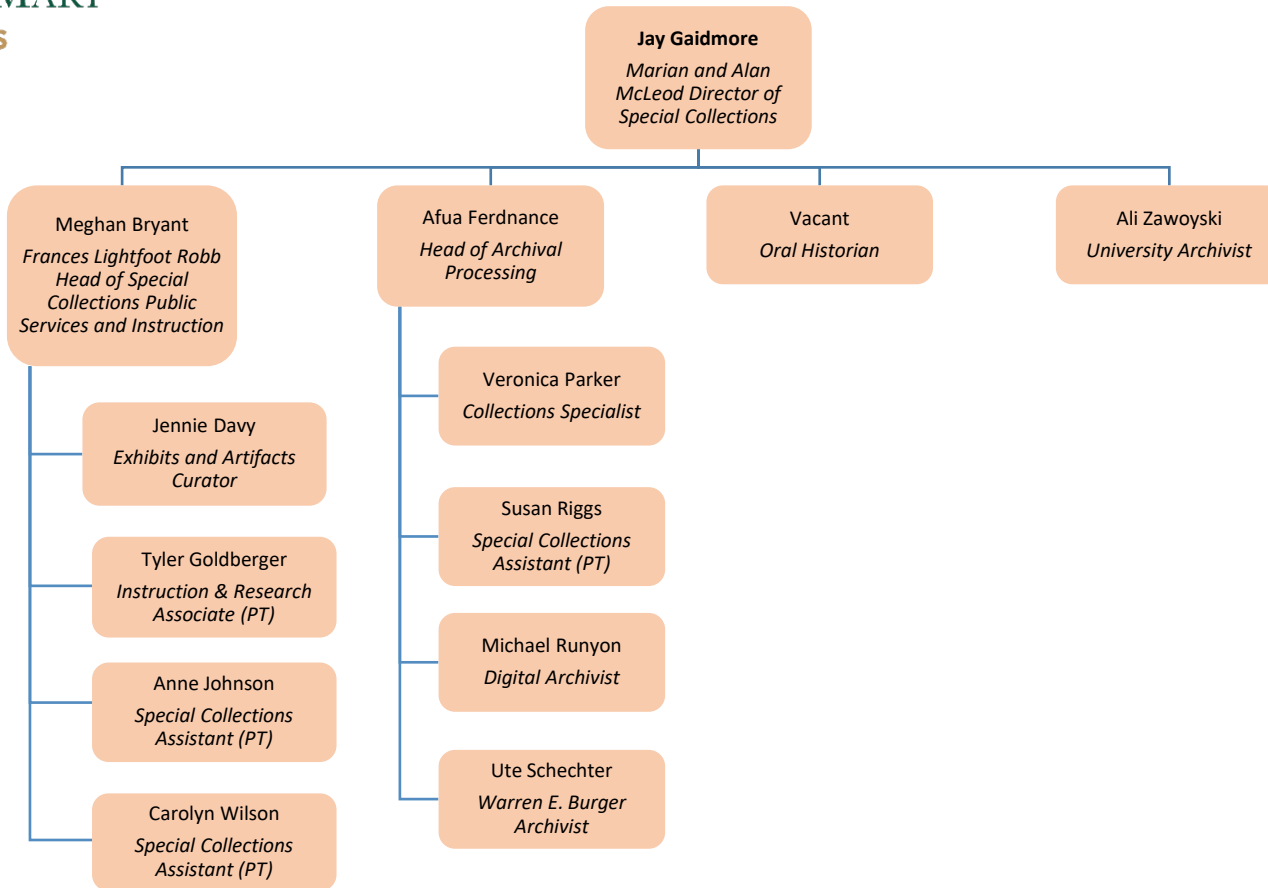 Jay Gaidmore
Marian and Alan
McLeod Director of
Special Collections
Meghan Bryant
Frances Lightfoot Robb
Head of Special
Collections Public
Services and Instruction
Afua Ferdnance
Head of Archival
Processing
Vacant
Oral Historian
Ali Zawoyski
University Archivist
Jennie Davy
Exhibits and Artifacts
Curator
Tyler Goldberger
Instruction & Research
Associate (PT)
Anne Johnson
Special Collections
Assistant (PT)
Carolyn Wilson
Special Collections
Assistant (PT)
Veronica Parker
Collections Specialist
Susan Riggs
Special Collections
Assistant (PT)
Michael Runyon
Digital Archivist
Ute Schechter
Warren E. Burger
Archivist